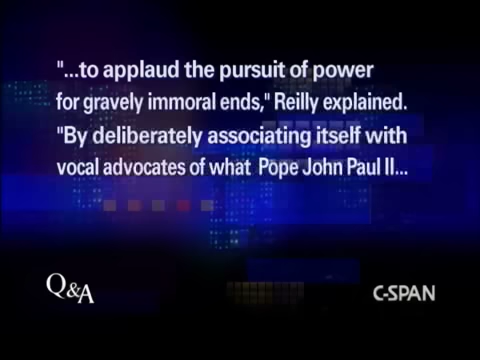 "...to applaud the pursuit of power
for gravely immoral ends," Reilly explained.
"By deliberately associating itself with
vocal advocates of what Pope John Paul II...
Q&A
C-SPAN